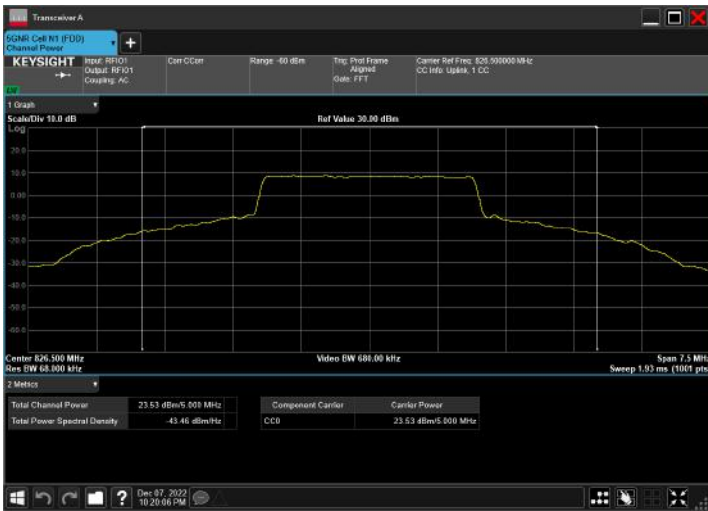 Transceiver A
5GNR Cell N1 (FDD)
Channel Power
KEYSIGHT
Input: RFIO1
Output: RFIO1
Coupling: AC
Corr CCorr
Range -60 dBm
Trig: Prot Frame
Aligned
Gate: FFT
Carrier Ref Freq: 826.500000 MHz
CC Info: Uplink, 1 CC
1 Graph
Scale/Div 10.0 dB
Ref Value 30.00 dBm
Log
20.0
10.0
0.00
-10.0
-20.0
-30.0
-40.0
-50.0
-60.0
Center 826.500 MHz
Video BW 680.00 kHz
Span 7.5 MHz
Res BW 68.000 kHz
Sweep 1.93 ms (1001 pts
2 Metrics
Total Channel Power 23.53 dBm/5.000 MHz
Total Power Spectral Density -43.46 dBm/Hz
Component Carrier Carrier Power
CC0 23.53 dBm/5.000 MHz
Dec 07, 2022
10:20:06 PM